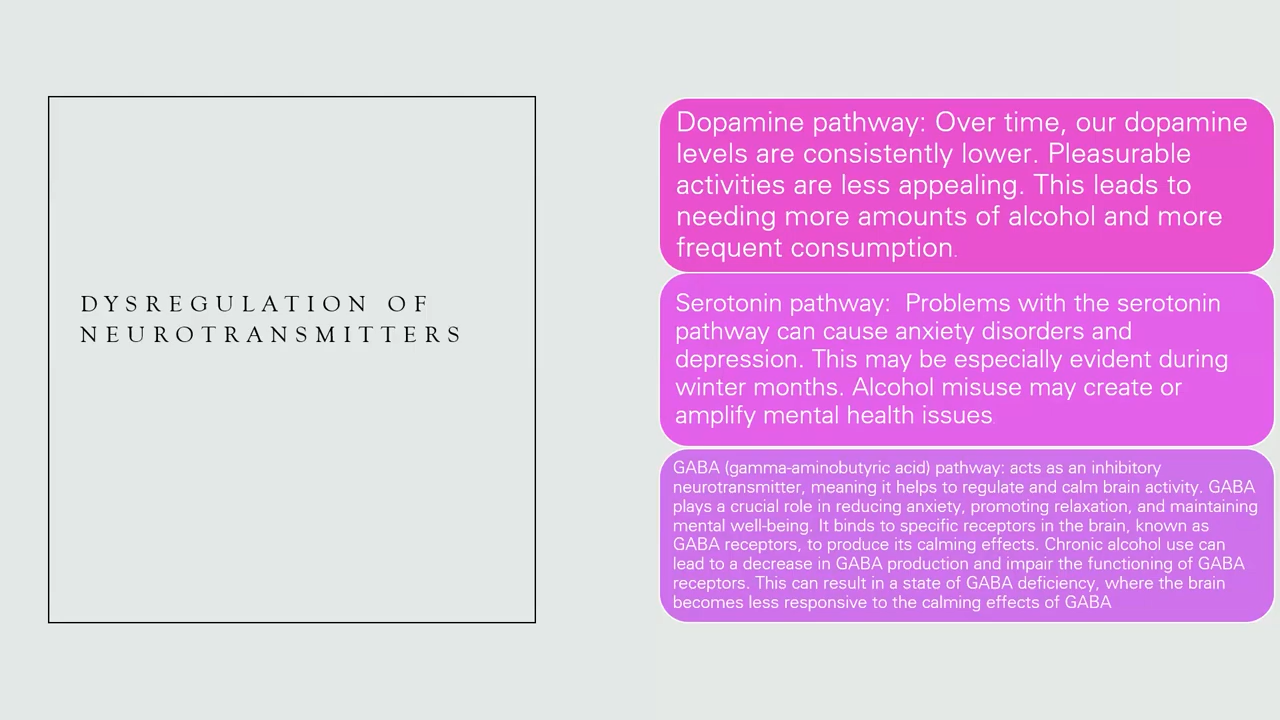 DYSREGULATION OF
NEUROTRANSMITTERS
Dopamine pathway: Over time, our dopamine
levels are consistently lower. Pleasurable
activities are less appealing. This leads to
needing more amounts of alcohol and more
frequent consumption.
Serotonin pathway:  Problems with the serotonin
pathway can cause anxiety disorders and
depression. This may be especially evident during
winter months. Alcohol misuse may create or
amplify mental health issues.
GABA (gamma-aminobutyric acid) pathway: acts as an inhibitory
neurotransmitter, meaning it helps to regulate and calm brain activity. GABA
plays a crucial role in reducing anxiety, promoting relaxation, and maintaining
mental well-being. It binds to specific receptors in the brain, known as
GABA receptors, to produce its calming effects. Chronic alcohol use can
lead to a decrease in GABA production and impair the functioning of GABA
receptors. This can result in a state of GABA deficiency, where the brain
becomes less responsive to the calming effects of GABA